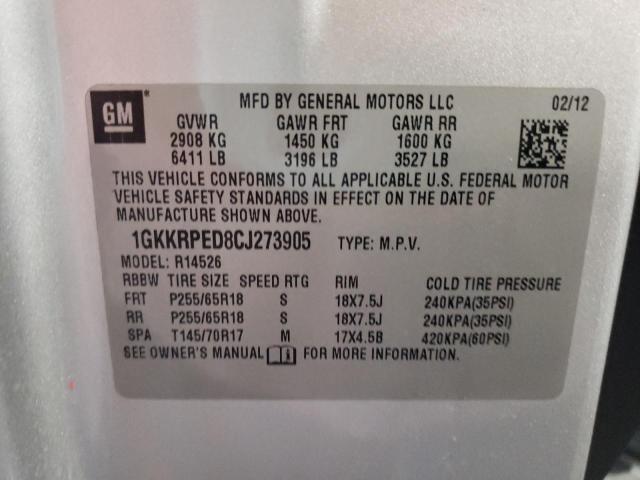 GM MFD BY GENERAL MOTORS LLC 02/12
GVWR GAWR FRT GAWR RR
2908 KG 1450 KG 1600 KG
6411 LB 3196 LB 3527 LB
THIS VEHICLE CONFORMS TO ALL APPLICABLE U.S. FEDERAL MOTOR
VEHICLE SAFETY STANDARDS IN EFFECT ON THE DATE OF
MANUFACTURE SHOWN ABOVE.
1GKKRPED8CJ273905 TYPE: M.P.V.
MODEL: R14526
RBBW TIRE SIZE SPEED RTG RIM COLD TIRE PRESSURE
FRT P255/65R18 S 18X7.5J 240KPA(35PSI)
RR P255/65R18 S 18X7.5J 240KPA(35PSI)
SPA T145/70R17 M 17X4.5B 420KPA(60PSI)
SEE OWNER'S MANUAL FOR MORE INFORMATION.